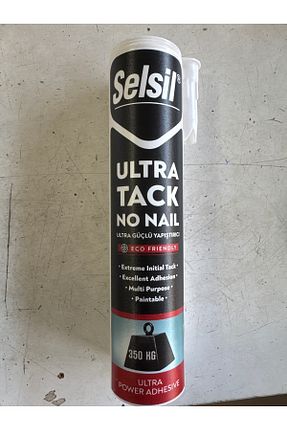 Selsil®
ULTRA
TACK
NO NAIL
ULTRA GÜÇLÜ YAPIŞTIRICI
ECO FRIENDLY
• Extreme Initial Tack •
• Excellent Adhesion •
• Multi Purpose •
• Paintable •
350 KG
ULTRA
POWER ADHESIVE